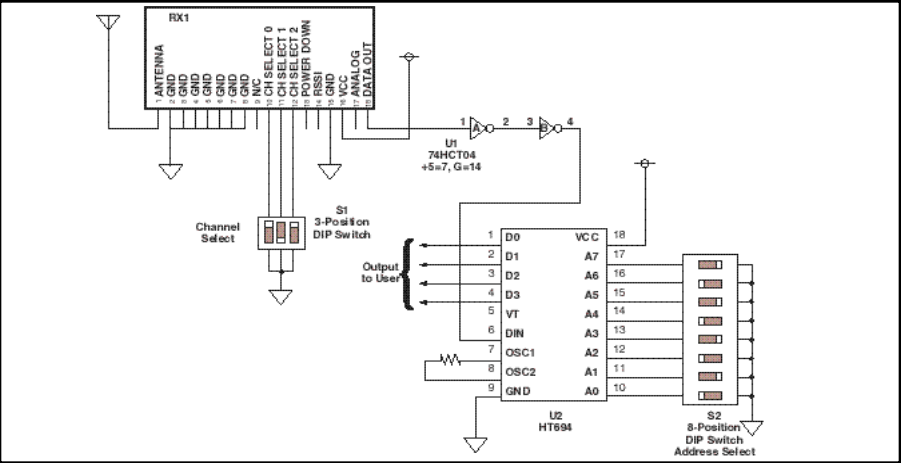 RX1
ANTENNA
GND
GND
GND
GND
GND
GND
GND
N/C
CH SELECT 0
CH SELECT 1
CH SELECT 2
POWER DOWN
RSSI
GND
VCC
ANALOG
DATA OUT
1
2
3
4
5
6
7
8
9
10
11
12
13
14
15
16
17
18
1
A
2
3
B
4
U1
74HCT04
+5=7, G=14
S1
3-Position
DIP Switch
Channel
Select
Output
to User
1 D0
2 D1
3 D2
4 D3
5 VT
6 DIN
7 OSC1
8 OSC2
9 GND
VCC 18
A7 17
A6 16
A5 15
A4 14
A3 13
A2 12
A1 11
A0 10
U2
HT694
S2
8-Position
DIP Switch
Address Select